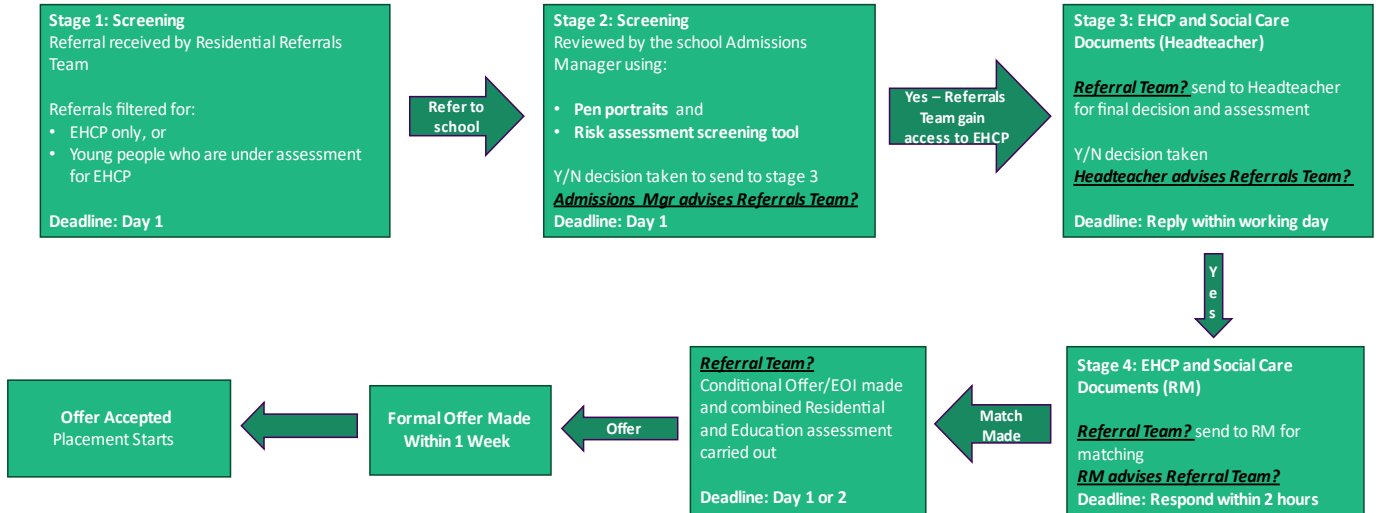 Stage 1: Screening
Referral received by Residential Referrals
Team
Referrals filtered for:
• EHCP only, or
• Young people who are under assessment
for EHCP
Deadline: Day 1
Refer to
school
Stage 2: Screening
Reviewed by the school Admissions
Manager using:
• Pen portraits and
• Risk assessment screening tool
Y/N decision taken to send to stage 3
Admissions Mgr advises Referrals Team?
Deadline: Day 1
Yes – Referrals
Team gain
access to EHCP
Stage 3: EHCP and Social Care
Documents (Headteacher)
Referral Team? send to Headteacher
for final decision and assessment
Y/N decision taken
Headteacher advises Referrals Team?
Deadline: Reply within working day
Y
e
s
Stage 4: EHCP and Social Care
Documents (RM)
Referral Team? send to RM for
matching
RM advises Referral Team?
Deadline: Respond within 2 hours
Match
Made
Referral Team?
Conditional Offer/EOI made
and combined Residential
and Education assessment
carried out
Deadline: Day 1 or 2
Offer
Formal Offer Made
Within 1 Week
Offer Accepted
Placement Starts